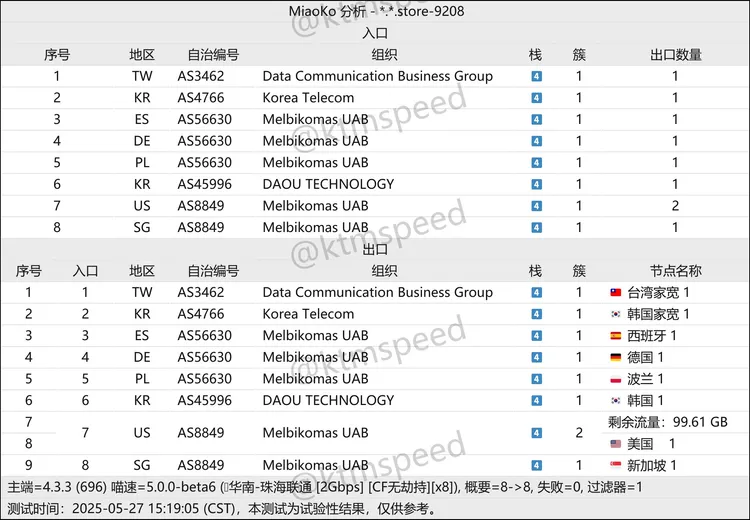 MiaoKo 分析 - *.*.store-9208
入口
序号 地区 自治编号 组织 栈 簇 出口数量
1 TW AS3462 Data Communication Business Group 4 1 1
2 KR AS4766 Korea Telecom 4 1 1
3 ES AS56630 Melbikomas UAB 4 1 1
4 DE AS56630 Melbikomas UAB 4 1 1
5 PL AS56630 Melbikomas UAB 4 1 1
6 KR AS45996 DAOU TECHNOLOGY 4 1 1
7 US AS8849 Melbikomas UAB 4 1 2
8 SG AS8849 Melbikomas UAB 4 1 1
出口
序号 入口 地区 自治编号 组织 栈 簇 节点名称
1 1 TW AS3462 Data Communication Business Group 4 1 台湾家宽 1
2 2 KR AS4766 Korea Telecom 4 1 韩国家宽 1
3 3 ES AS56630 Melbikomas UAB 4 1 西班牙 1
4 4 DE AS56630 Melbikomas UAB 4 1 德国 1
5 5 PL AS56630 Melbikomas UAB 4 1 波兰 1
6 6 KR AS45996 DAOU TECHNOLOGY 4 1 韩国 1
7 剩余流量: 99.61 GB
7 US AS8849 Melbikomas UAB 4 2
8 美国 1
9 8 SG AS8849 Melbikomas UAB 4 1 新加坡 1
主端=4.3.3 (696) 喵速=5.0.0-beta6 (华南-珠海联通 [2Gbps] [CF无劫持][x8]), 概要=8->8, 失败=0, 过滤器=1
测试时间: 2025-05-27 15:19:05 (CST)，本测试为试验性结果，仅供参考。
@ktmspeed
@ktmspeed
@ktmspeed
@ktmspeed
@ktmspeed